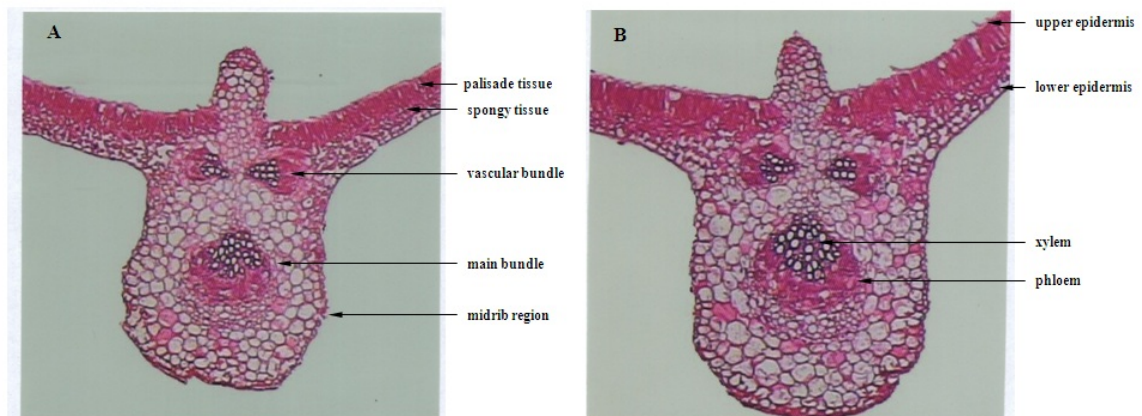 A
palisade tissue
spongy tissue
vascular bundle
main bundle
midrib region
B
upper epidermis
lower epidermis
xylem
phloem